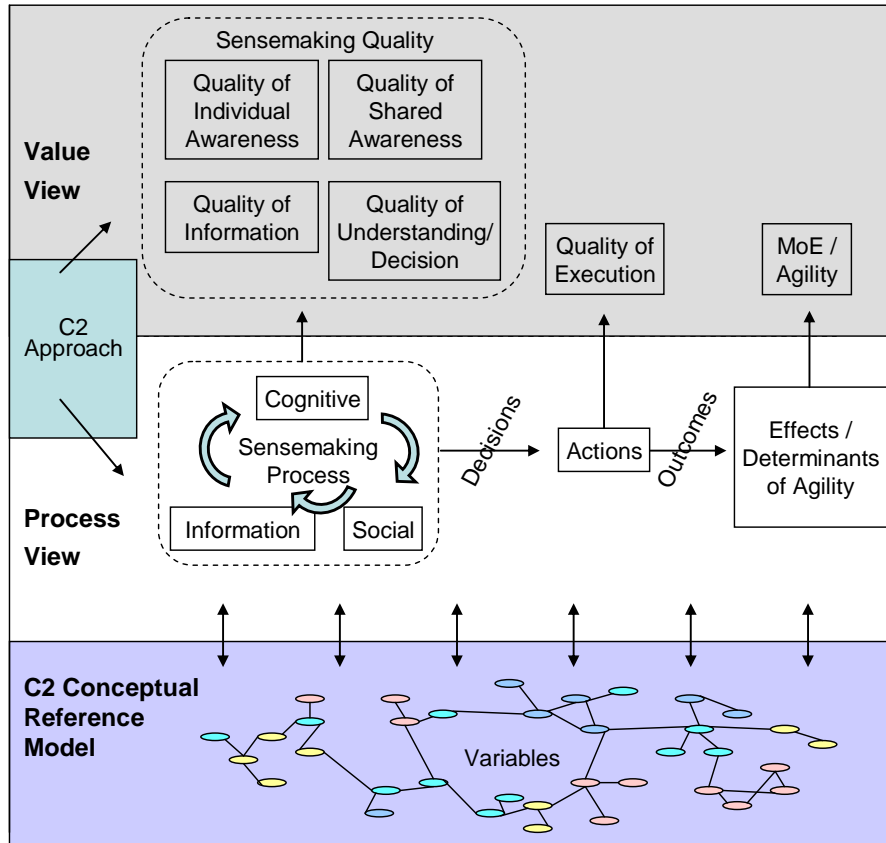 Sensemaking Quality
Quality of
Individual
Awareness
Quality of
Shared
Awareness
Value
View
Quality of
Information
Quality of
Understanding/
Decision
Quality of
Execution
MoE /
Agility
C2
Approach
Cognitive
Sensemaking
Process
Information
Social
Decisions
Actions
Outcomes
Effects /
Determinants
of Agility
Process
View
C2 Conceptual
Reference
Model
Variables